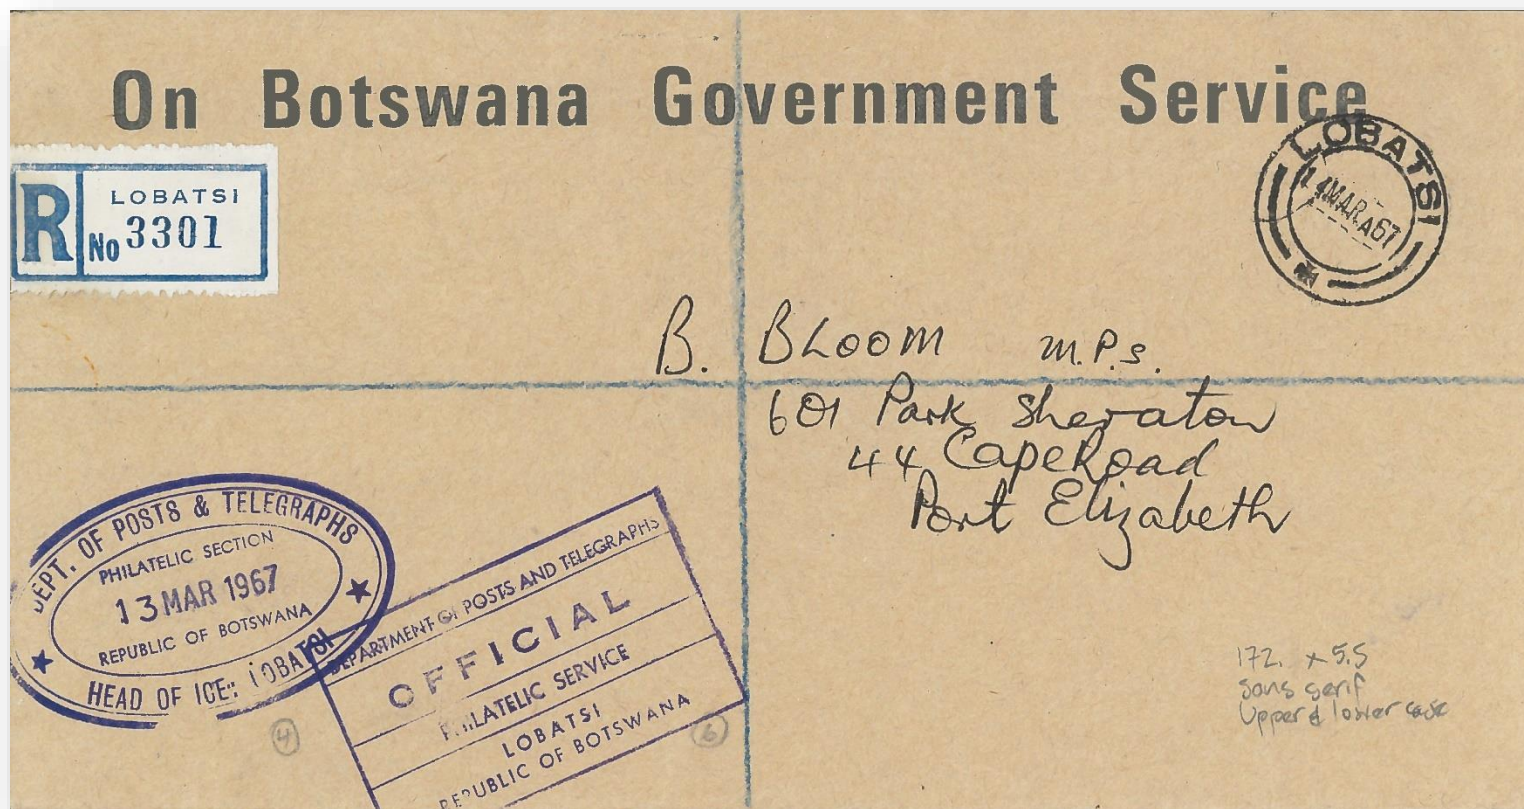 On Botswana Government Service
R LOBATSI
No 3301
LOBATSI
14 MAR A 67
B. BLOOM M.P.S.
601 Park Sheraton
44 Cape Road
Port Elizabeth
DEPT. OF POSTS & TELEGRAPHS
PHILATELIC SECTION
13 MAR 1967
REPUBLIC OF BOTSWANA
HEAD OF ICE:: LOBATSI
DEPARTMENT OF POSTS AND TELEGRAPHS
OFFICIAL
PHILATELIC SERVICE
LOBATSI
REPUBLIC OF BOTSWANA
4
6
172. x 5.5
sans serif
Upper & lower case